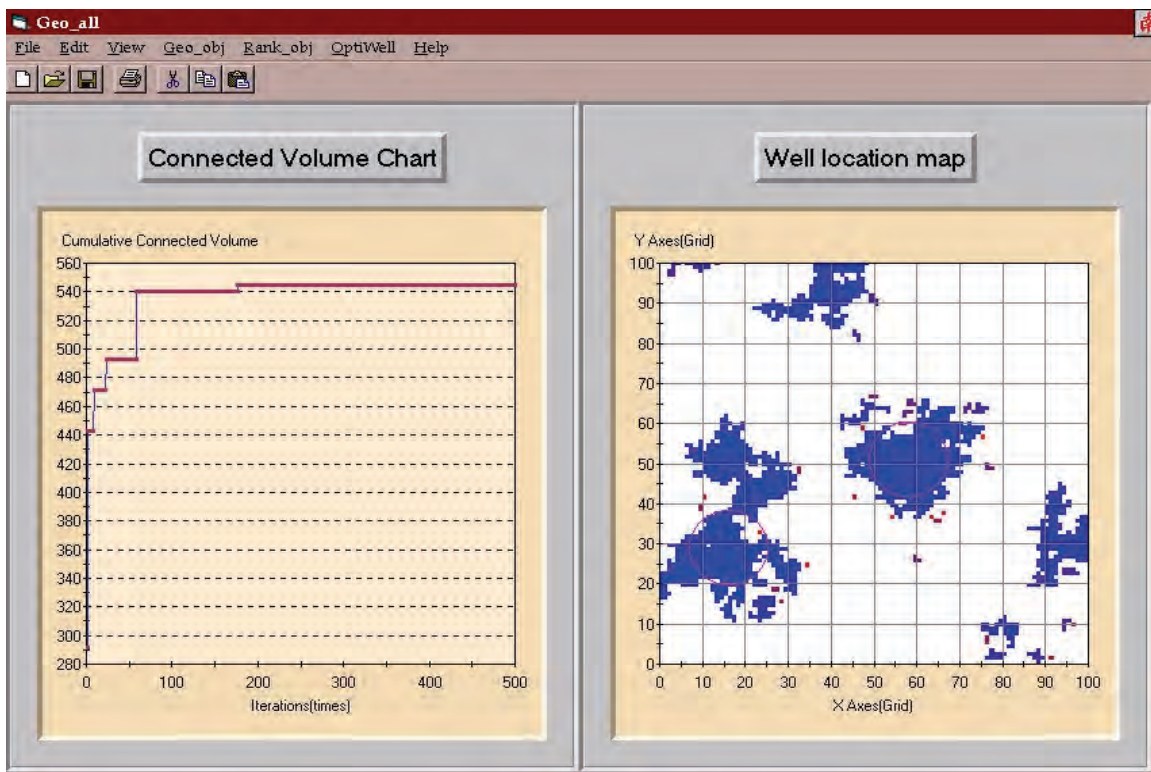 Geo_all
File Edit View Geo_obj Rank_obj OptiWell Help
Connected Volume Chart
Cumulative Connected Volume
560
540
520
500
480
460
440
420
400
380
360
340
320
300
280
0 100 200 300 400 500
Iterations(times)
Well location map
Y Axes(Grid)
100
90
80
70
60
50
40
30
20
10
0
0 10 20 30 40 50 60 70 80 90 100
X Axes(Grid)